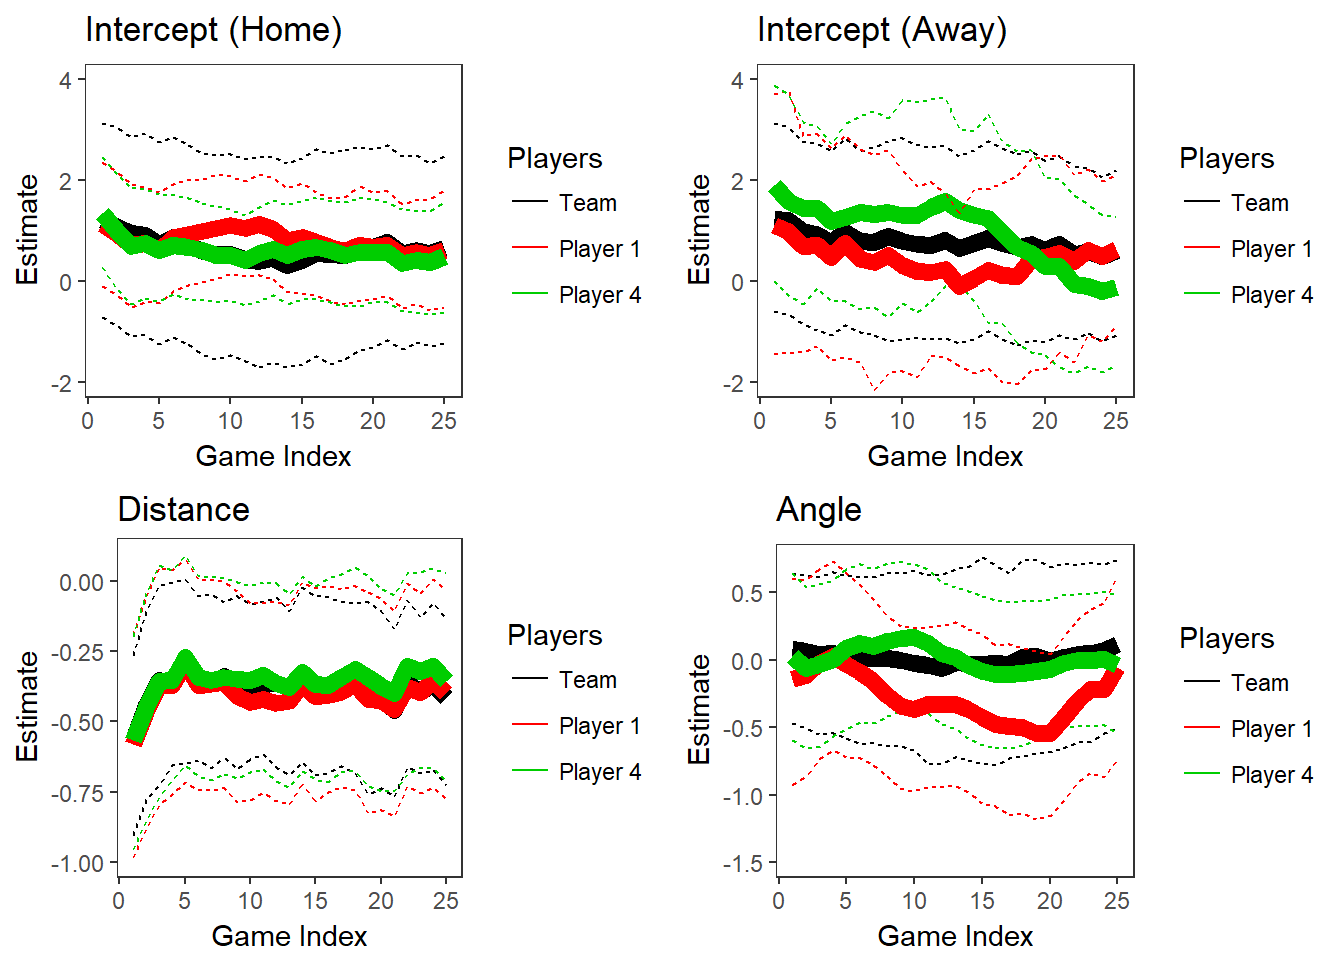 Intercept (Home)
4
2
0
-2
Estimate
0 5 10 15 20 25
Game Index
Players
Team
Player 1
Player 4
Intercept (Away)
4
2
0
-2
Estimate
0 5 10 15 20 25
Game Index
Players
Team
Player 1
Player 4
Distance
0.00
-0.25
-0.50
-0.75
-1.00
Estimate
0 5 10 15 20 25
Game Index
Players
Team
Player 1
Player 4
Angle
0.5
0.0
-0.5
-1.0
-1.5
Estimate
0 5 10 15 20 25
Game Index
Players
Team
Player 1
Player 4